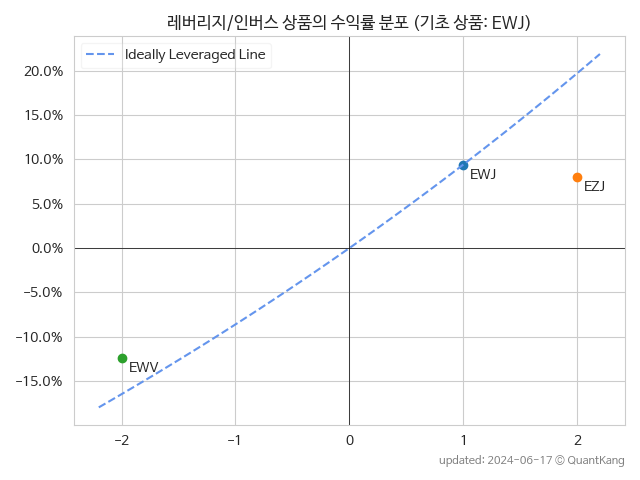 레버리지/인버스 상품의 수익률 분포 (기초 상품: EWJ)
Ideally Leveraged Line
20.0%
15.0%
10.0%
5.0%
0.0%
-5.0%
-10.0%
-15.0%
EWJ
EZJ
EWV
-2
-1
0
1
2
updated: 2024-06-17 © QuantKang